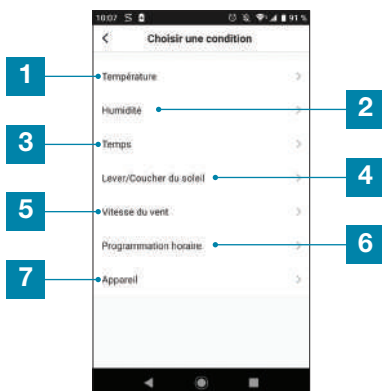 16:07 S 91 %
Choisir une condition
1
Température
Humidité
2
3
Temps
Lever/Coucher du soleil
4
5
Vitesse du vent
Programmation horaire
6
7
Appareil